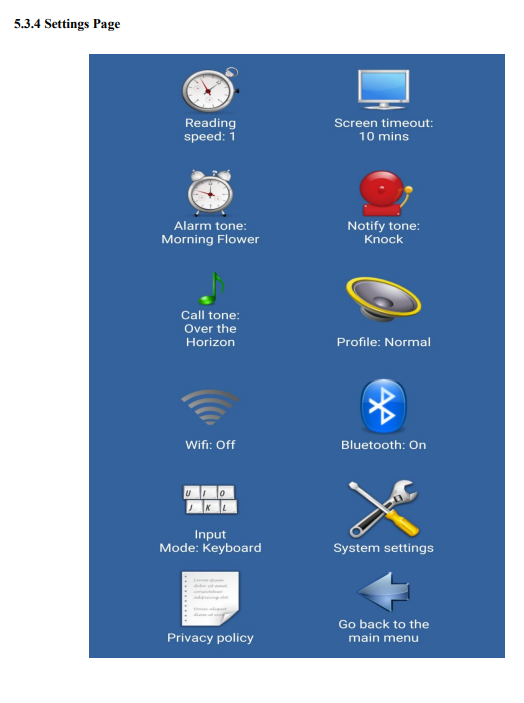 5.3.4 Settings Page
Reading
speed: 1
Screen timeout:
10 mins
Alarm tone:
Morning Flower
Notify tone:
Knock
Call tone:
Over the
Horizon
Profile: Normal
Wifi: Off
Bluetooth: On
U I O
J K L
Input
Mode: Keyboard
System settings
Privacy policy
Go back to the
main menu